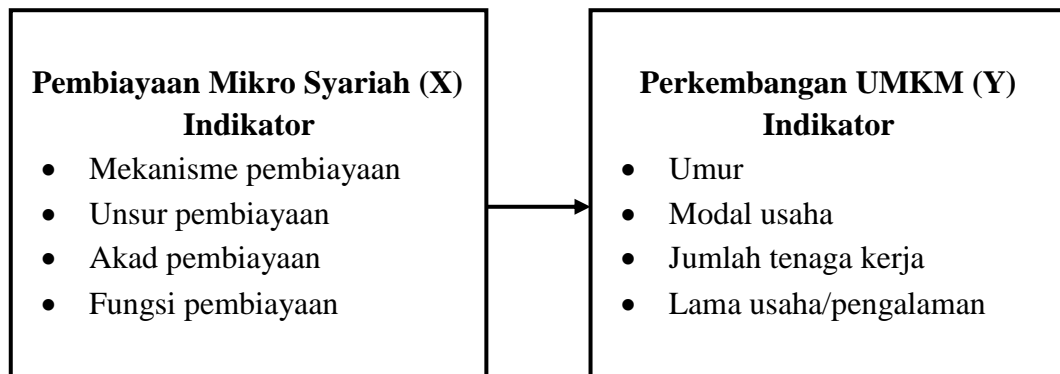 Pembiayaan Mikro Syariah (X)
Indikator
• Mekanisme pembiayaan
• Unsur pembiayaan
• Akad pembiayaan
• Fungsi pembiayaan
Perkembangan UMKM (Y)
Indikator
• Umur
• Modal usaha
• Jumlah tenaga kerja
• Lama usaha/pengalaman